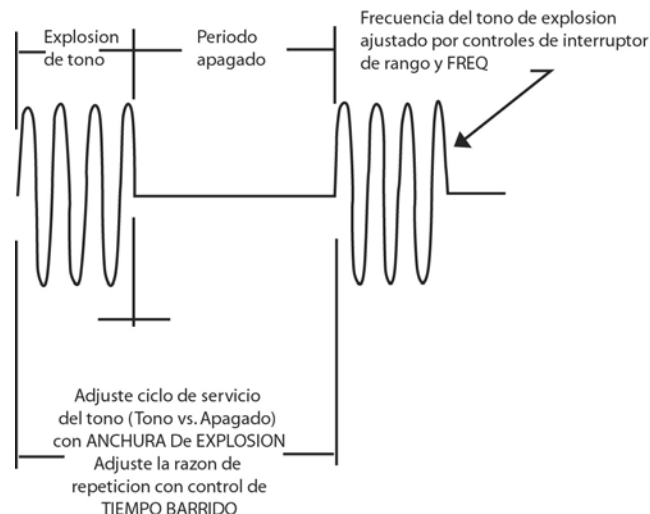 Explosion
de tono
Periodo
apagado
Frecuencia del tono de explosion
ajustado por controles de interruptor
de rango y FREQ
Adjuste ciclo de servicio
del tono (Tono vs. Apagado)
con ANCHURA De EXPLOSION
Adjuste la razon de
repeticion con control de
TIEMPO BARRIDO